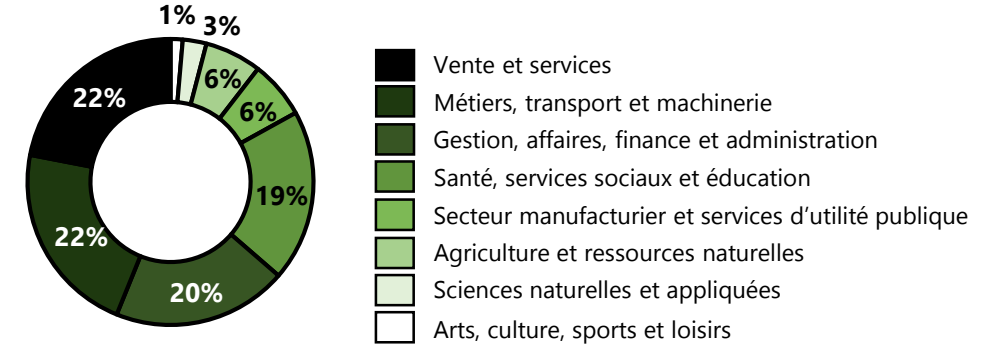 1% 3%
6%
22%
6%
19%
22%
20%
Vente et services
Métiers, transport et machinerie
Gestion, affaires, finance et administration
Santé, services sociaux et éducation
Secteur manufacturier et services d’utilité publique
Agriculture et ressources naturelles
Sciences naturelles et appliquées
Arts, culture, sports et loisirs